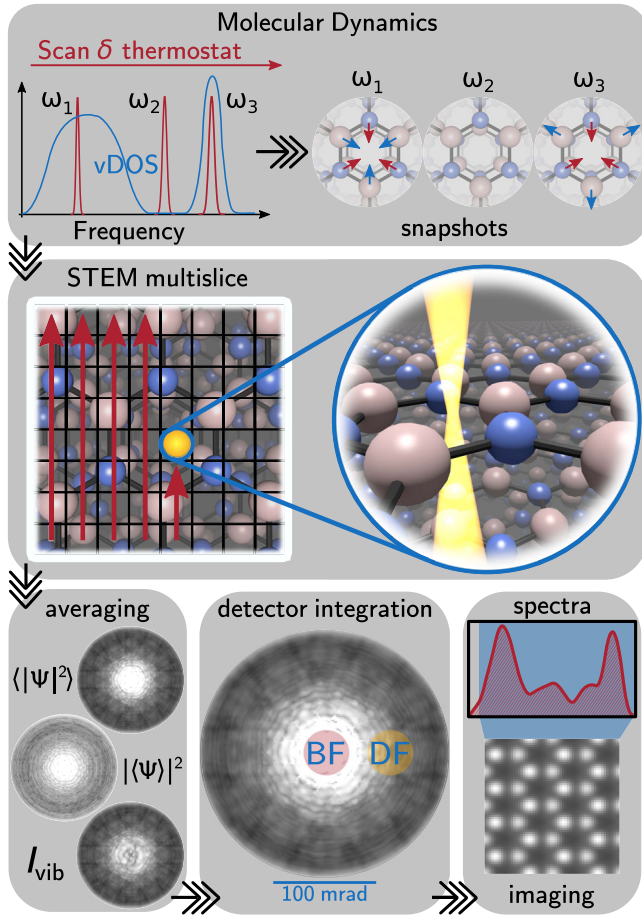 Molecular Dynamics
Scan δ thermostat
ω1 ω2 ω3
vDOS
Frequency
ω1 ω2 ω3
snapshots
STEM multislice
averaging
⟨|Ψ|²⟩
|⟨Ψ⟩|²
Ivib
detector integration
BF DF
100 mrad
spectra
imaging